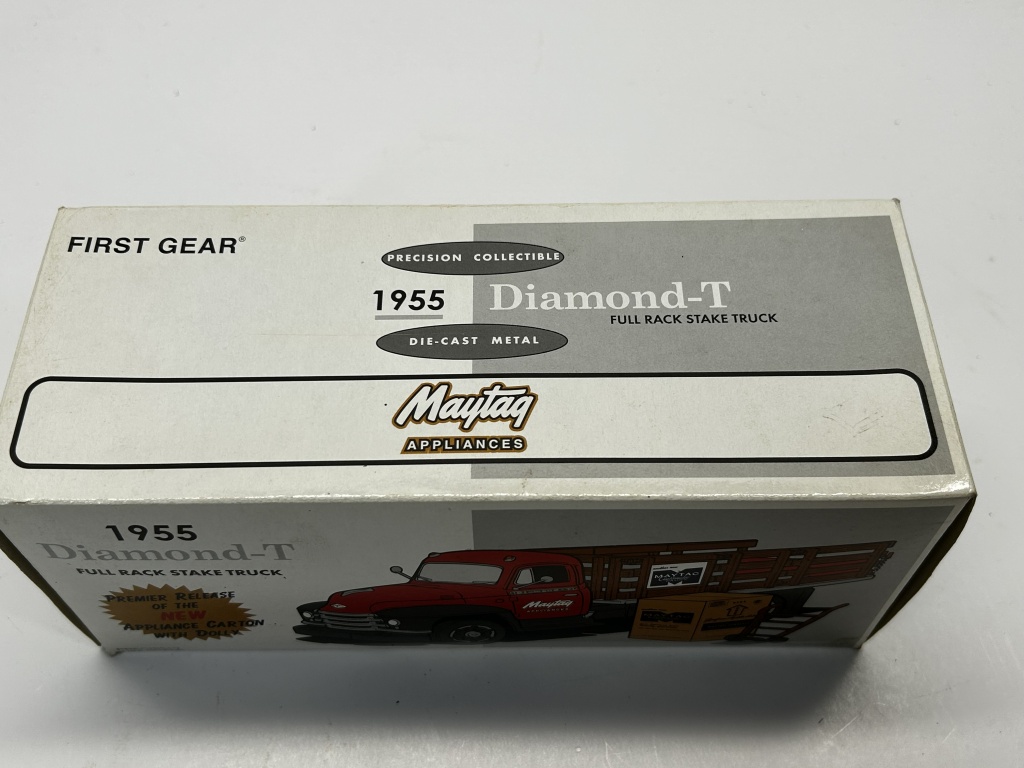 FIRST GEAR®
PRECISION COLLECTIBLE
1955 Diamond-T
FULL RACK STAKE TRUCK
DIE-CAST METAL
Maytag
APPLIANCES
1955
Diamond-T
FULL RACK STAKE TRUCK
PREMIER RELEASE
OF THE
NEW
APPLIANCE CARTON
WITH DOLLY
MAYTAG
Maytag
APPLIANCES